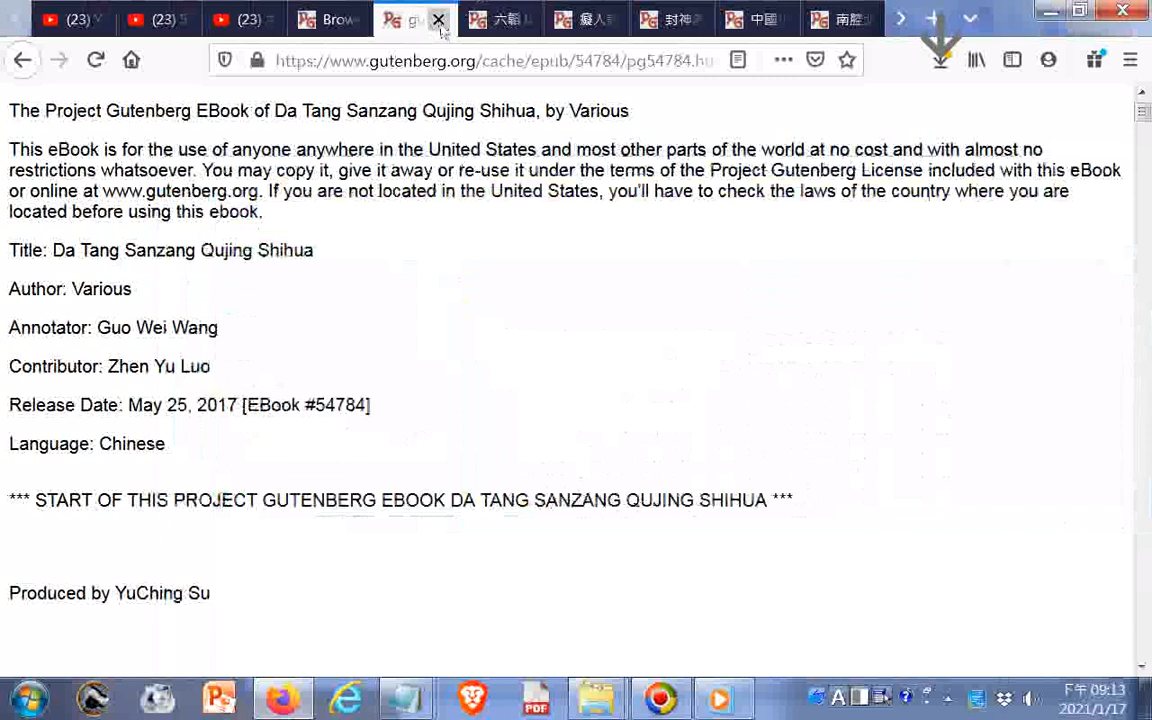 (23)
(23) 5
(23)
Brow
六韜
癡人
封神
中國
南腔
https://www.gutenberg.org/cache/epub/54784/pg54784.h
The Project Gutenberg EBook of Da Tang Sanzang Qujing Shihua, by Various
This eBook is for the use of anyone anywhere in the United States and most other parts of the world at no cost and with almost no
restrictions whatsoever. You may copy it, give it away or re-use it under the terms of the Project Gutenberg License included with this eBook
or online at www.gutenberg.org. If you are not located in the United States, you'll have to check the laws of the country where you are
located before using this ebook.
Title: Da Tang Sanzang Qujing Shihua
Author: Various
Annotator: Guo Wei Wang
Contributor: Zhen Yu Luo
Release Date: May 25, 2017 [EBook #54784]
Language: Chinese
*** START OF THIS PROJECT GUTENBERG EBOOK DA TANG SANZANG QUJING SHIHUA ***
Produced by YuChing Su
PDF
A
下午 09:13
2021/1/17